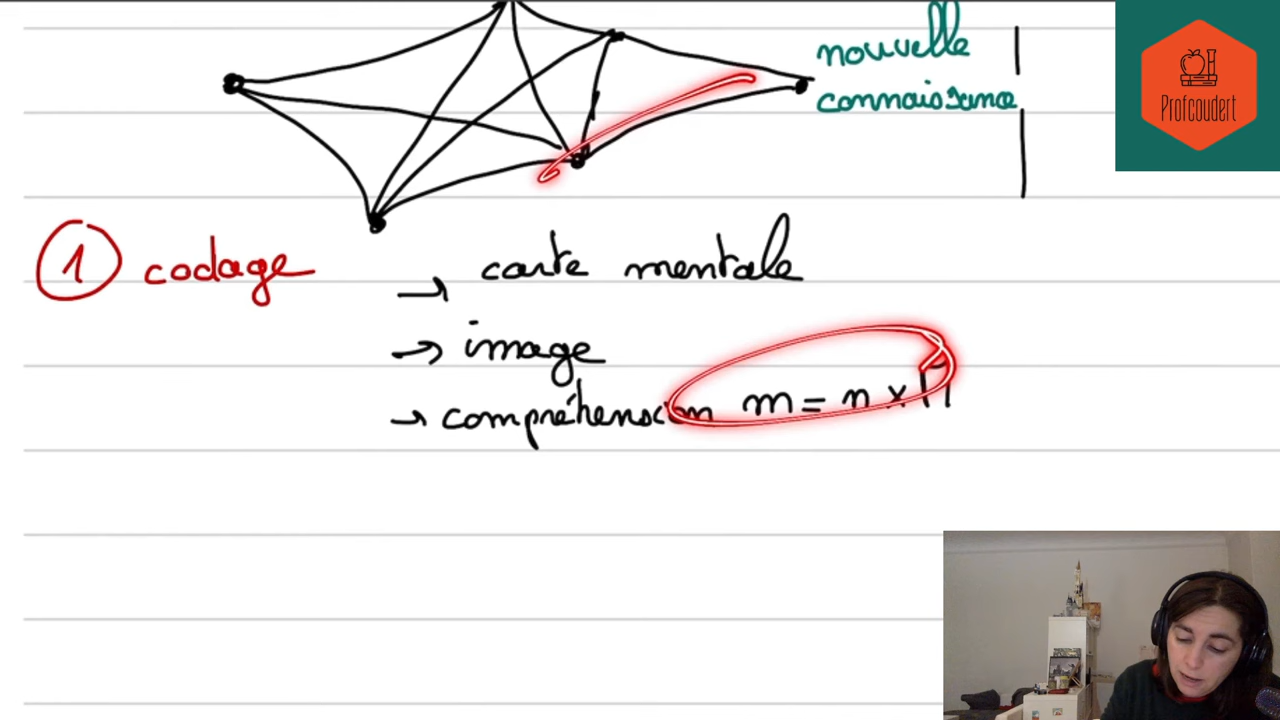 nouvelle
connaissance
Profcoudert
1 codage
→ carte mentale
→ image
→ compréhension m = n × M